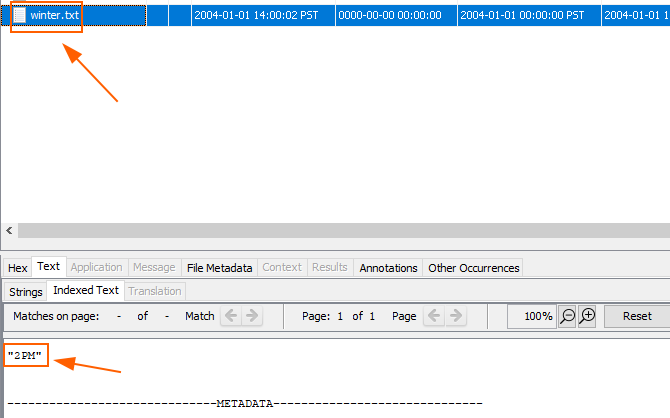 winter.txt 2004-01-01 14:00:02 PST 0000-00-00 00:00:00 2004-01-01 00:00:00 PST 2004-01-01 1
Hex Text Application Message File Metadata Context Results Annotations Other Occurrences
Strings Indexed Text Translation
Matches on page: - of - Match Page: 1 of 1 Page 100% Reset
"2PM"
------------------------------METADATA------------------------------